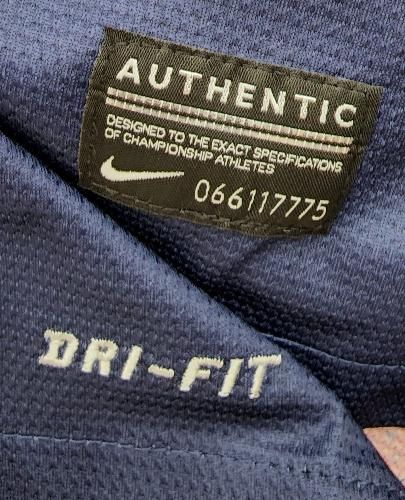 AUTHENTIC
DESIGNED TO THE EXACT SPECIFICATIONS
OF CHAMPIONSHIP ATHLETES
066117775
DRI-FIT